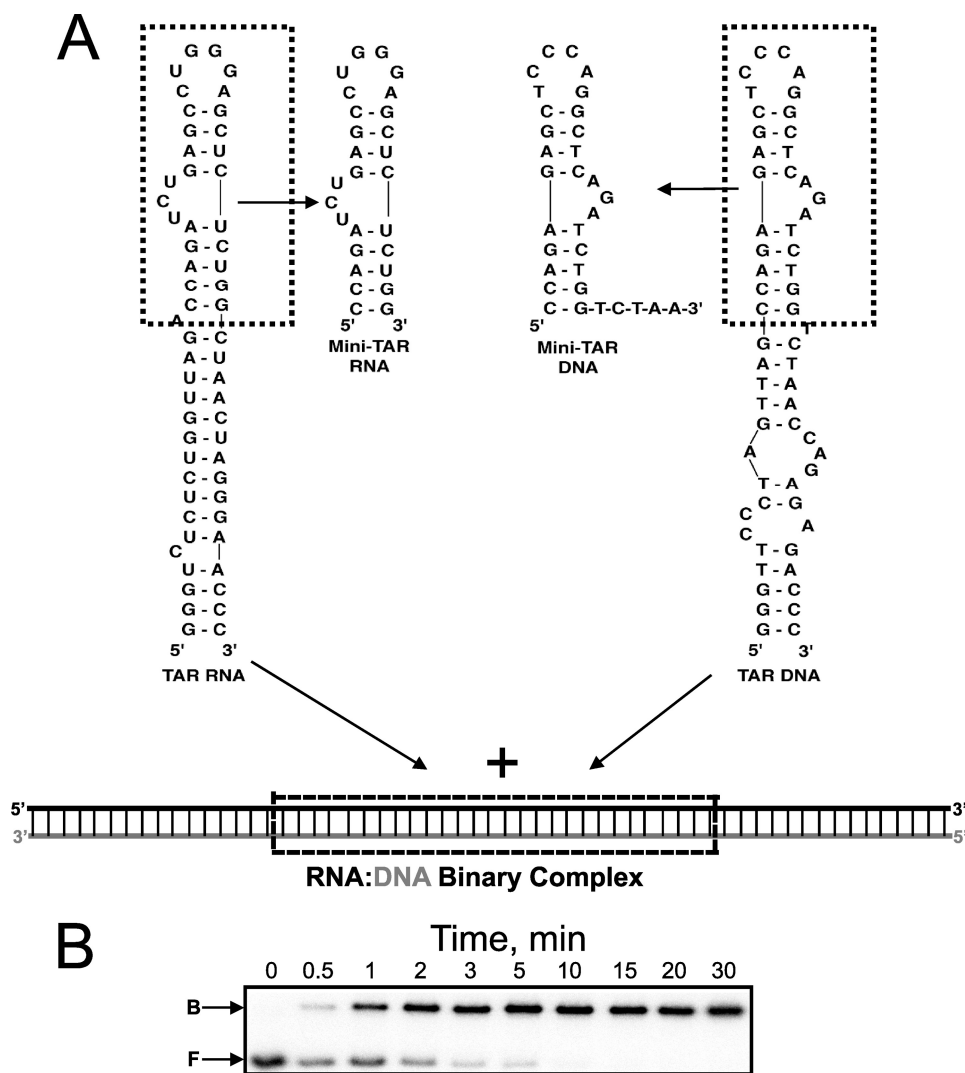 A
G G G G C C C C
U G U G C A C A
C A C A T G T G
C - G C - G C - G C - G
G - C G - C G - C G - C
A - U A - U A - T A - T
G - C G - C G - C G - C
U U A A
C C G G
U U A A
A - U A - U A - T A - T
G - C G - C G - C G - C
A - U A - U A - T A - T
C - G C - G C - G C - G
C - G C - G C - G-T-C-T-A-A-3' C - G
5' 3' 5'
A T
Mini-TAR RNA
Mini-TAR DNA
G - C G C
A - U A - T
U - A T - A
U - A T - A
G - C G - C
G - U C
U - A A A
G
C - G T - A
U - G C - G
C - G C
A
U - A C
C T G
U - A T - A
G - C G - C
G - C G - C
G - C G - C
5' 3' 5' 3'
TAR RNA TAR DNA
+
5' 3'
3' 5'
RNA:DNA Binary Complex
B
Time, min
0 0.5 1 2 3 5 10 15 20 30
B
F